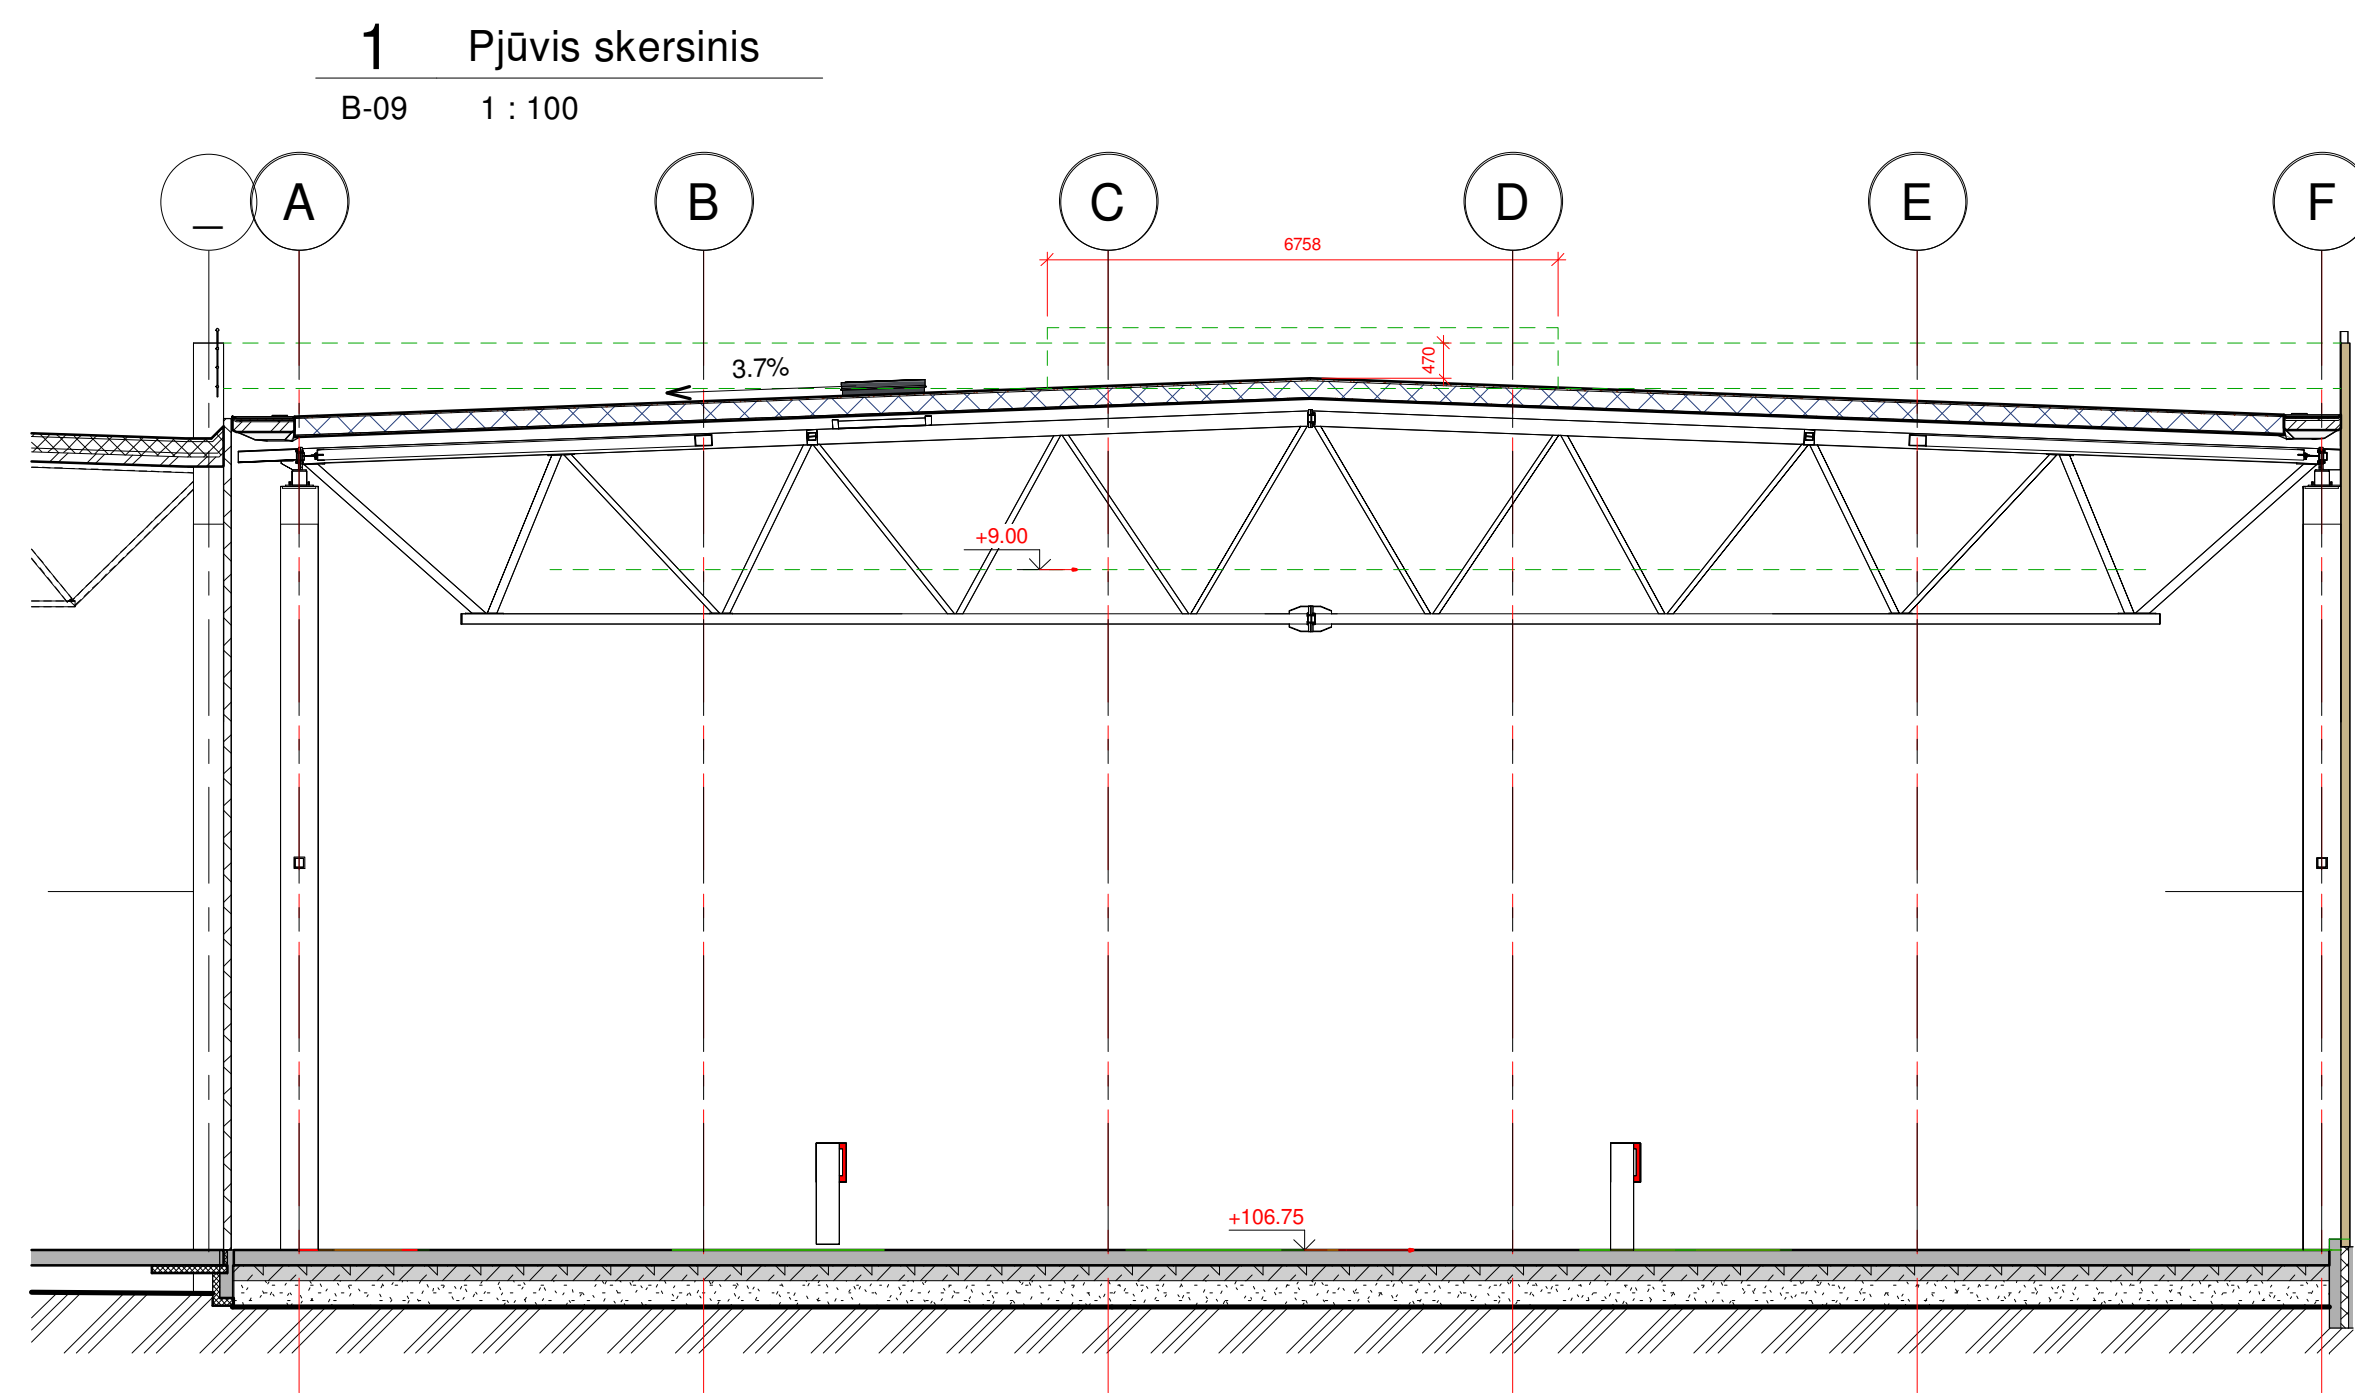 1 Pjūvis skersinis
B-09 1 : 100
_ A B C D E F
6758
470
3.7%
+9.00
+106.75